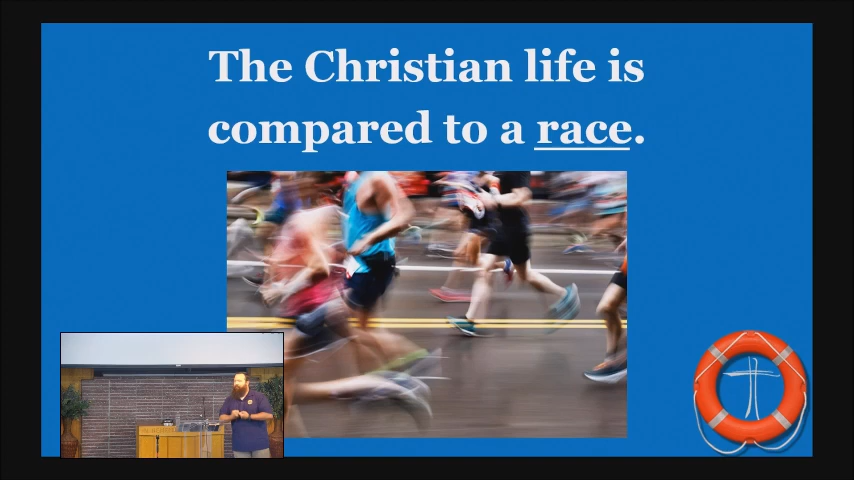 The Christian life is
compared to a race.